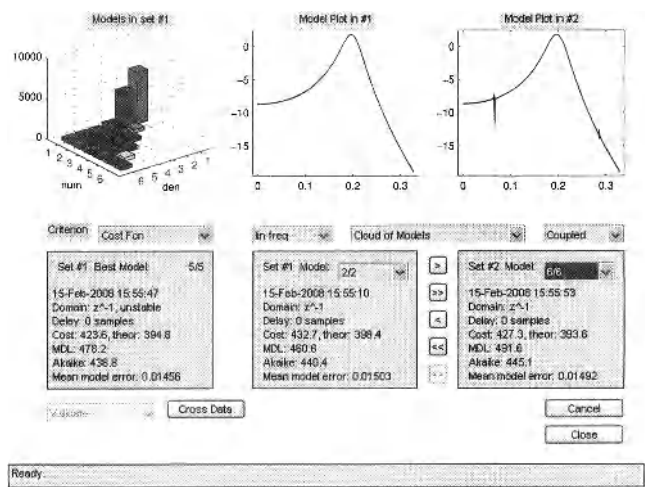 Models in set #1
Model Plot in #1
Model Plot in #2
10000
5000
0
1 2 3 4 5 6
num
6 5 4 3 2 1
den
0
-5
-10
-15
0 0.1 0.2 0.3
0
-5
-10
-15
0 0.1 0.2 0.3
Criterion Cost Fcn
lin freq
Cloud of Models
Coupled
Set #1 Best Model: 5/5
15-Feb-2008 15:55:47
Domain: z^-1, unstable
Delay: 0 samples
Cost: 423.6, theor: 394.8
MDL: 478.2
Akaike: 436.8
Mean model error: 0.01456
Set #1 Model: 2/2
15-Feb-2008 15:55:10
Domain: z^-1
Delay: 0 samples
Cost: 432.7, theor: 398.4
MDL: 460.6
Akaike: 440.4
Mean model error: 0.01503
>
>>
<
<<
Set #2 Model: 6/6
15-Feb-2008 15:55:53
Domain: z^-1
Delay: 0 samples
Cost: 427.3, theor: 393.6
MDL: 491.6
Akaike: 445.1
Mean model error: 0.01492
Cross Data
Cancel
Close
Ready.